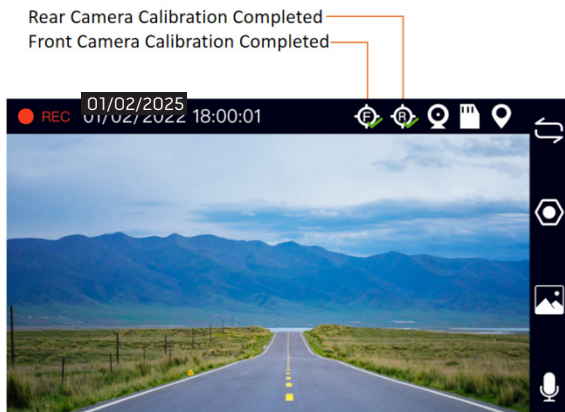 Rear Camera Calibration Completed
Front Camera Calibration Completed
01/02/2025
REC 01/02/2022 18:00:01
F R